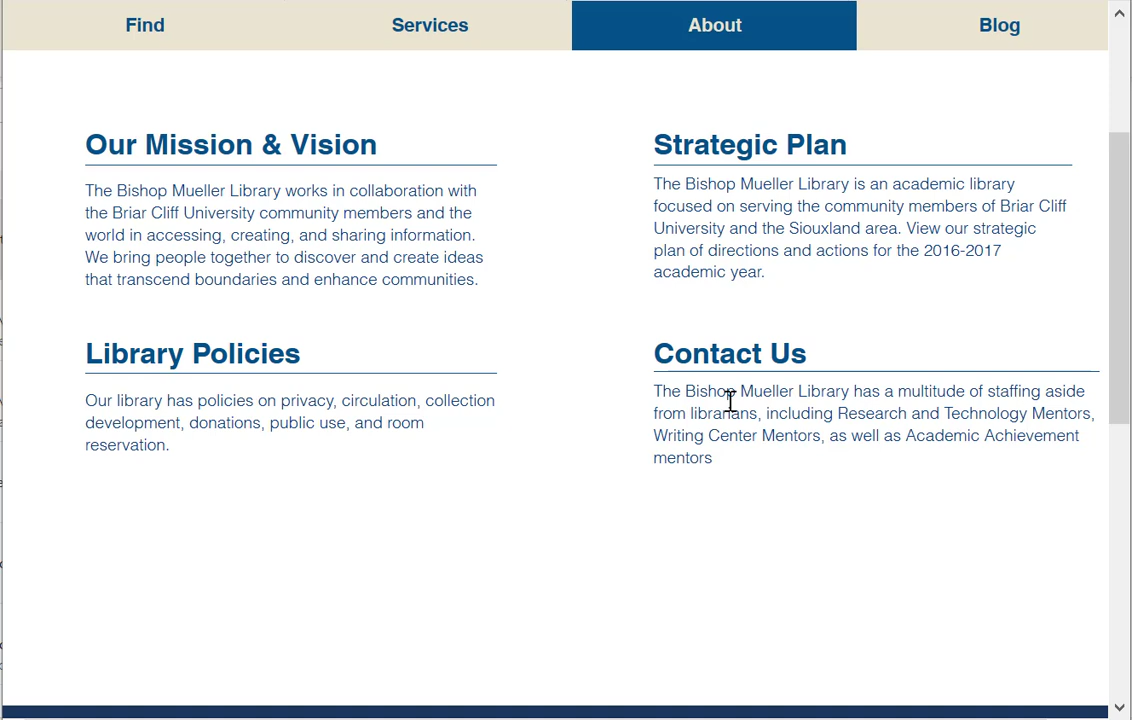 Find
Services
About
Blog
Our Mission & Vision
The Bishop Mueller Library works in collaboration with
the Briar Cliff University community members and the
world in accessing, creating, and sharing information.
We bring people together to discover and create ideas
that transcend boundaries and enhance communities.
Strategic Plan
The Bishop Mueller Library is an academic library
focused on serving the community members of Briar Cliff
University and the Siouxland area. View our strategic
plan of directions and actions for the 2016-2017
academic year.
Library Policies
Our library has policies on privacy, circulation, collection
development, donations, public use, and room
reservation.
Contact Us
The Bishop Mueller Library has a multitude of staffing aside
from librarians, including Research and Technology Mentors,
Writing Center Mentors, as well as Academic Achievement
mentors